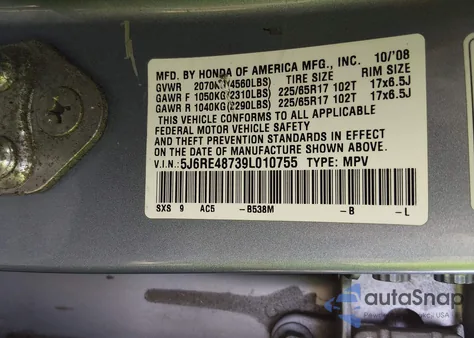 MFD. BY HONDA OF AMERICA MFG., INC. 10/'08
GVWR 2070KG(4560LBS) TIRE SIZE RIM SIZE
GAWR F 1050KG(2310LBS) 225/65R17 102T 17x6.5J
GAWR R 1040KG(2290LBS) 225/65R17 102T 17x6.5J
THIS VEHICLE CONFORMS TO ALL APPLICABLE
FEDERAL MOTOR VEHICLE SAFETY
AND THEFT PREVENTION STANDARDS IN EFFECT
ON THE DATE OF MANUFACTURE SHOWN ABOVE.
V.I.N.: 5J6RE48739L010755 TYPE: MPV
SXS 9 AC5 -B538M -B -L
autoSnap